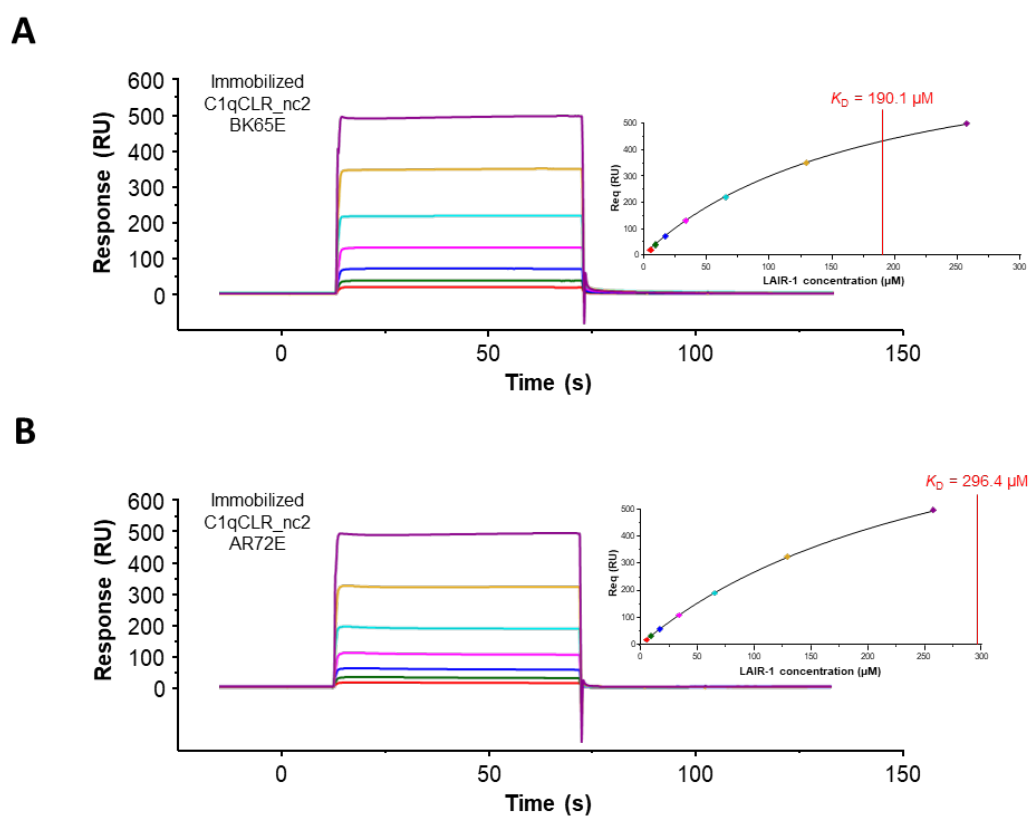 A
Immobilized
C1qCLR_nc2
BK65E
Response (RU)
600
500
400
300
200
100
0
0 50 100 150
Time (s)
KD = 190.1 µM
Req (RU)
500
400
300
200
100
0
0 50 100 150 200 250 300
LAIR-1 concentration (µM)
B
Immobilized
C1qCLR_nc2
AR72E
Response (RU)
600
500
400
300
200
100
0
0 50 100 150
Time (s)
KD = 296.4 µM
Req (RU)
500
400
300
200
100
0
0 50 100 150 200 250 300
LAIR-1 concentration (µM)